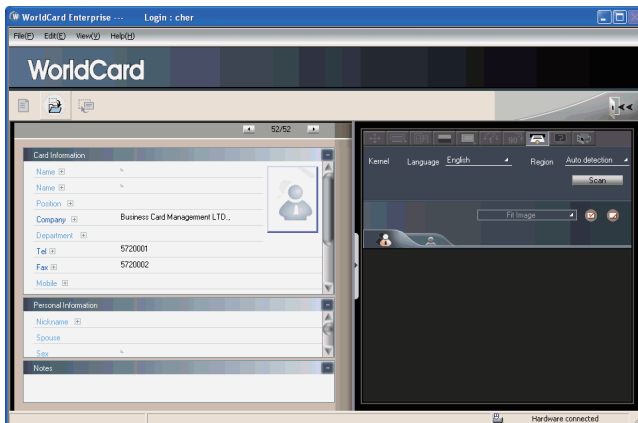 WorldCard Enterprise --- Login : cher
File(F) Edit(E) View(V) Help(H)
WorldCard
52/52
Card Information
Name
Name
Position
Company Business Card Management LTD..
Department
Tel 5720001
Fax 5720002
Mobile
Personal Information
Nickname
Spouse
Sex
Notes
Kernel Language English Region Auto detection
Scan
Fit Image
Hardware connected